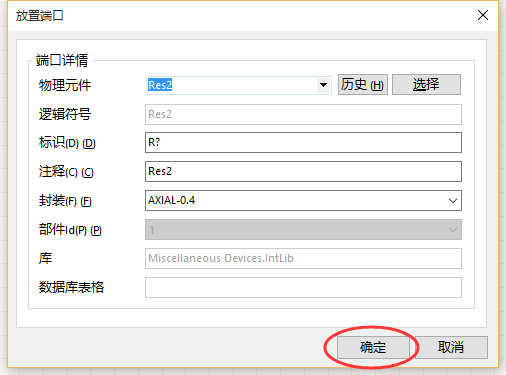 放置端口
端口详情
物理元件 Res2 历史 (H) 选择
逻辑符号 Res2
标识(D) (D) R?
注释(C) (C) Res2
封装(F) (F) AXIAL-0.4
部件Id(P) (P) 1
库 Miscellaneous Devices.IntLib
数据库表格
确定 取消